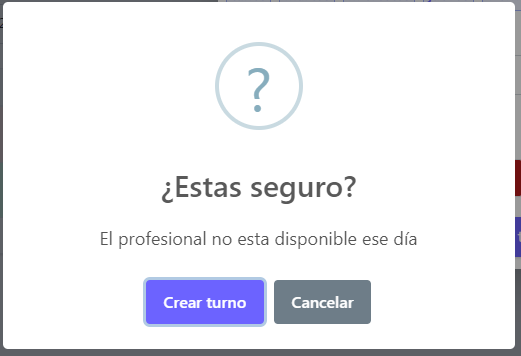 ?
¿Estas seguro?
El profesional no esta disponible ese día
Crear turno
Cancelar